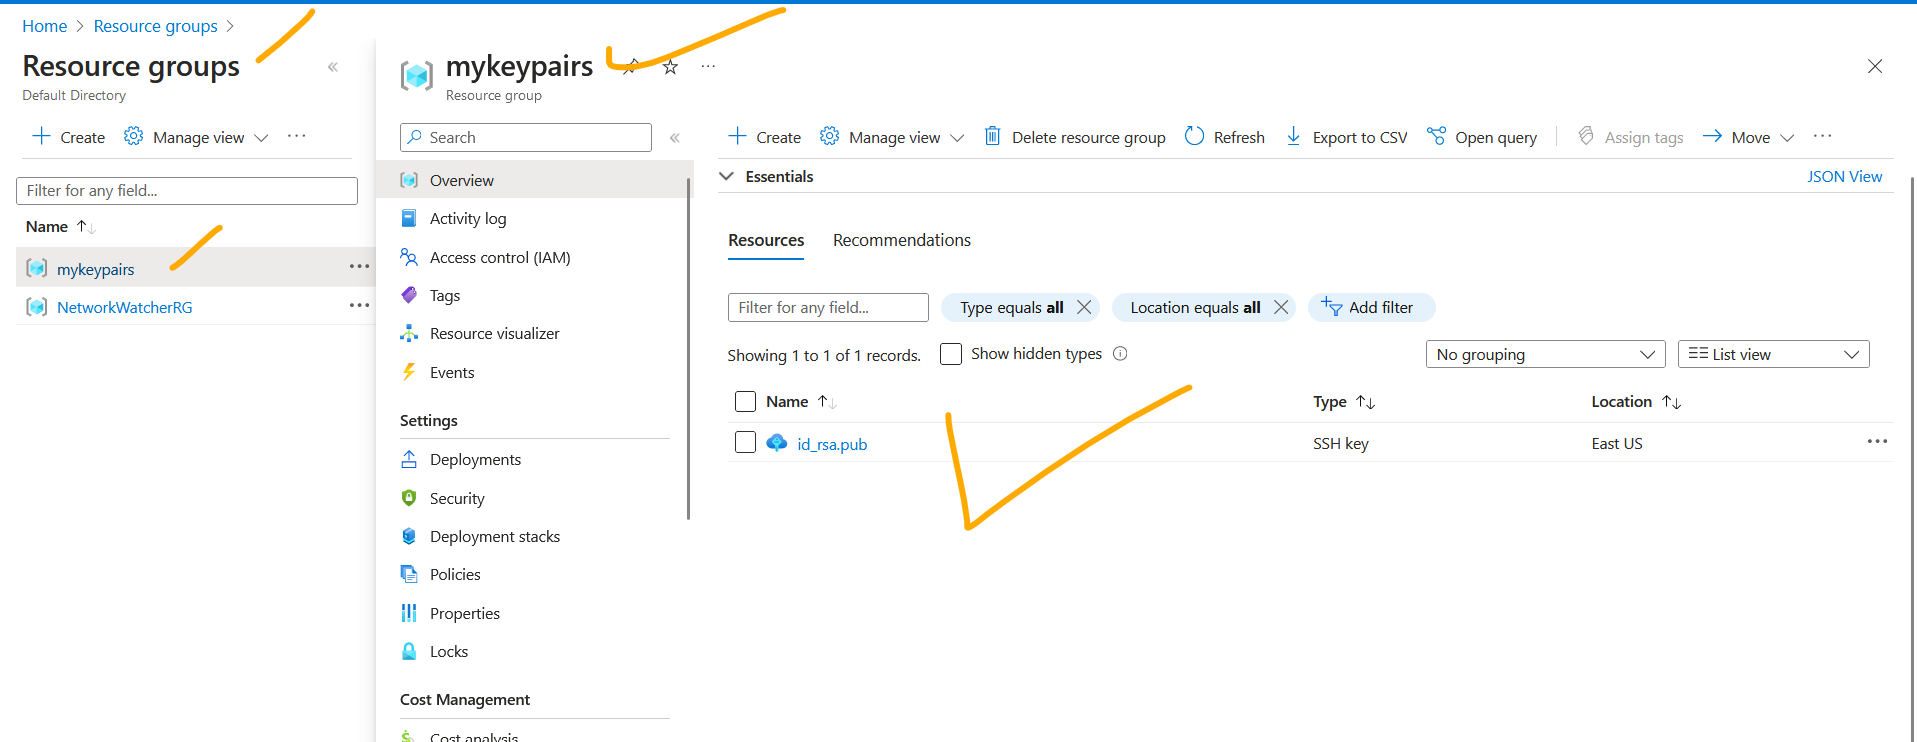 Home > Resource groups >
Resource groups «
Default Directory
+ Create Manage view ...
Filter for any field...
Name ↑↓
mykeypairs ...
NetworkWatcherRG ...
mykeypairs ...
Resource group
Search «
Overview
Activity log
Access control (IAM)
Tags
Resource visualizer
Events
Settings
Deployments
Security
Deployment stacks
Policies
Properties
Locks
Cost Management
Cost analysis
+ Create Manage view Delete resource group Refresh Export to CSV Open query Assign tags Move ...
Essentials JSON View
Resources Recommendations
Filter for any field... Type equals all Location equals all Add filter
Showing 1 to 1 of 1 records. Show hidden types No grouping List view
Name ↑↓ Type ↑↓ Location ↑↓
id_rsa.pub SSH key East US ...